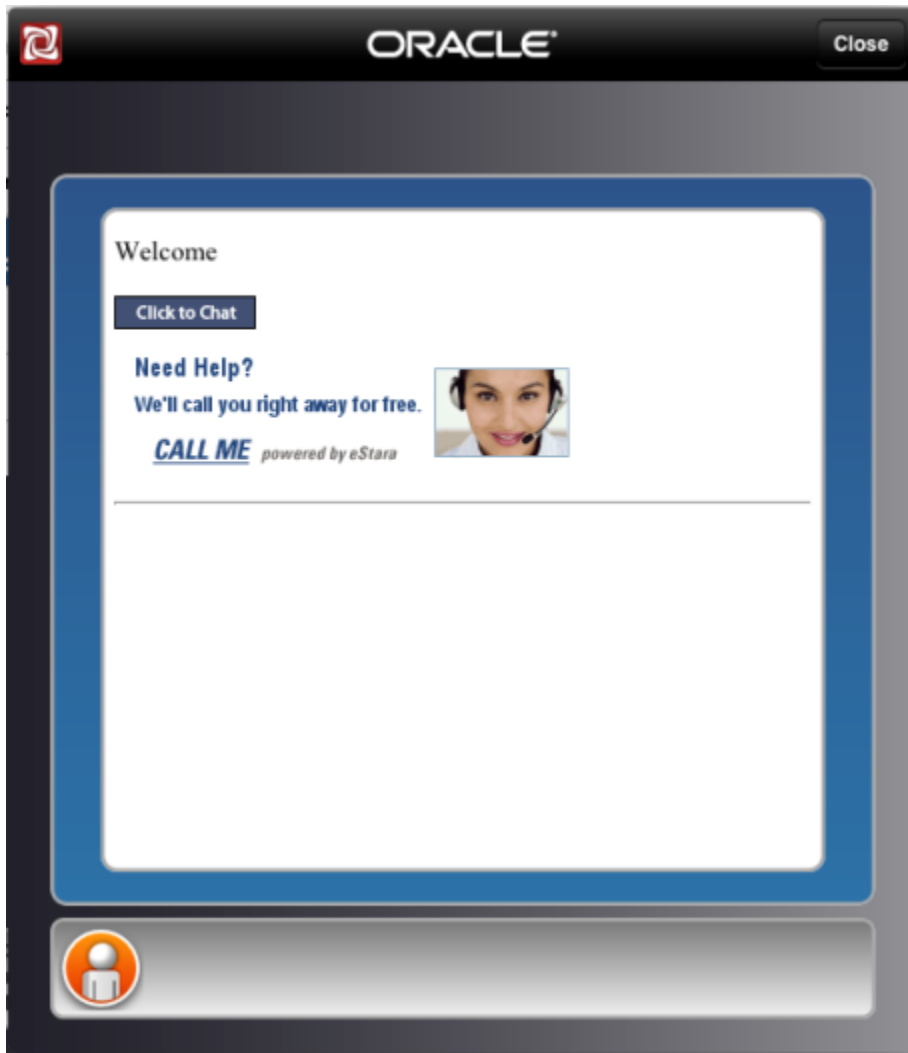 ORACLE®
Close
Welcome
Click to Chat
Need Help?
We'll call you right away for free.
CALL ME powered by eStara